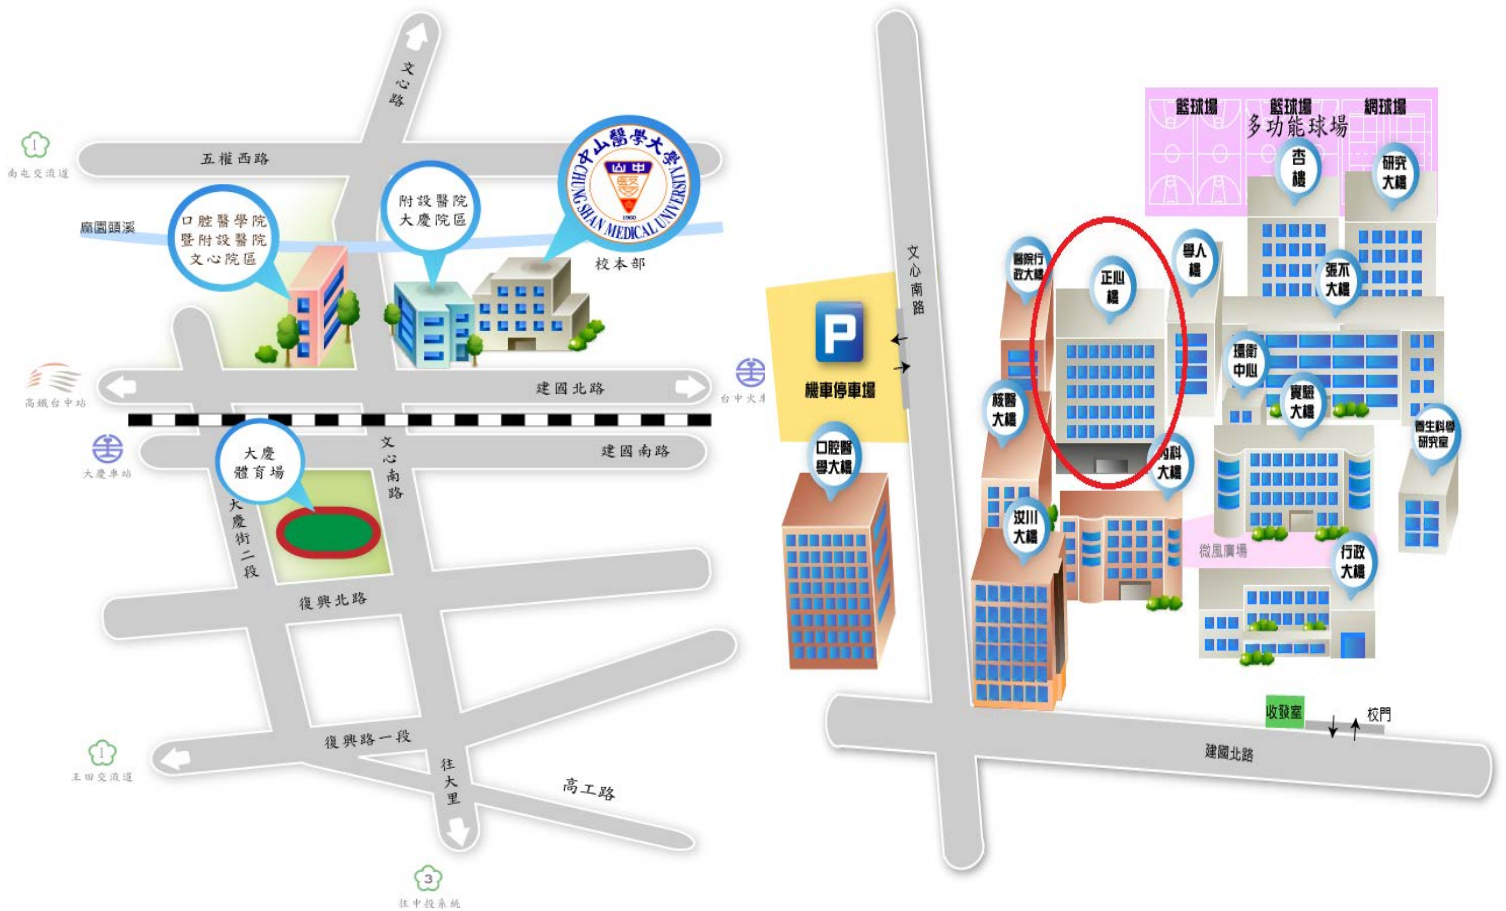 文心路
五權西路
南屯交流道
麻園頭溪
口腔醫學院
暨附設醫院
文心院區
附設醫院
大慶院區
中山醫學大學
CHUNG SHAN MEDICAL UNIVERSITY
1960
校本部
高鐵台中站
建國北路
台中火車
大慶車站
建國南路
大慶
體育場
文心南路
大慶街二段
復興北路
復興路一段
王田交流道
往大里
高工路
3
往中投系統
籃球場
籃球場
網球場
多功能球場
杏樓
研究
大樓
文心南路
醫院行
政大樓
正心
樓
學人
樓
張不
大樓
P
機車停車場
環衛
中心
核醫
大樓
實驗
大樓
養生科學
研究室
口腔醫
學大樓
內科
大樓
汝川
大樓
微風廣場
行政
大樓
收發室
校門
建國北路